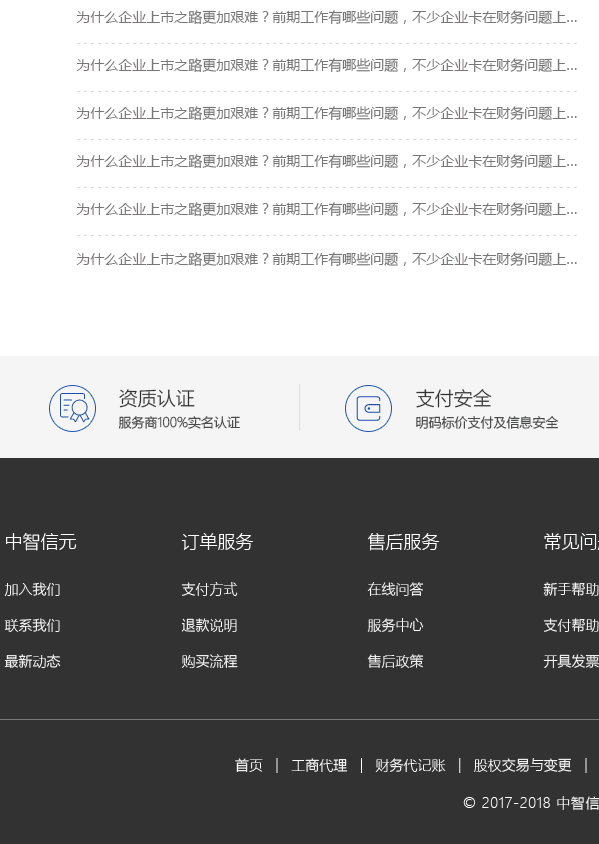 为什么企业上市之路更加艰难？前期工作有哪些问题，不少企业卡在财务问题上...
为什么企业上市之路更加艰难？前期工作有哪些问题，不少企业卡在财务问题上...
为什么企业上市之路更加艰难？前期工作有哪些问题，不少企业卡在财务问题上...
为什么企业上市之路更加艰难？前期工作有哪些问题，不少企业卡在财务问题上...
为什么企业上市之路更加艰难？前期工作有哪些问题，不少企业卡在财务问题上...
为什么企业上市之路更加艰难？前期工作有哪些问题，不少企业卡在财务问题上...
资质认证
服务商100%实名认证
支付安全
明码标价支付及信息安全
中智信元
加入我们
联系我们
最新动态
订单服务
支付方式
退款说明
购买流程
售后服务
在线问答
服务中心
售后政策
常见问
新手帮助
支付帮助
开具发票
首页 | 工商代理 | 财务代记账 | 股权交易与变更 |
© 2017-2018 中智信